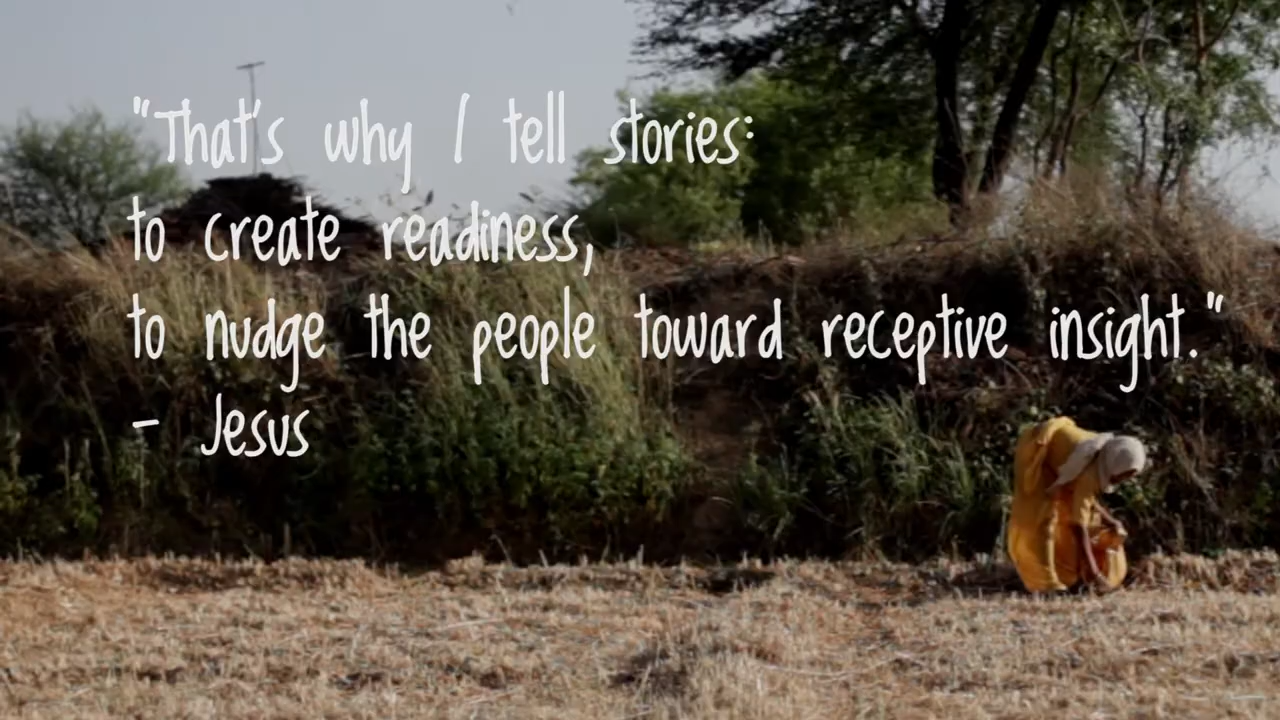 "That's why I tell stories:
to create readiness,
to nudge the people toward receptive insight."
- Jesus